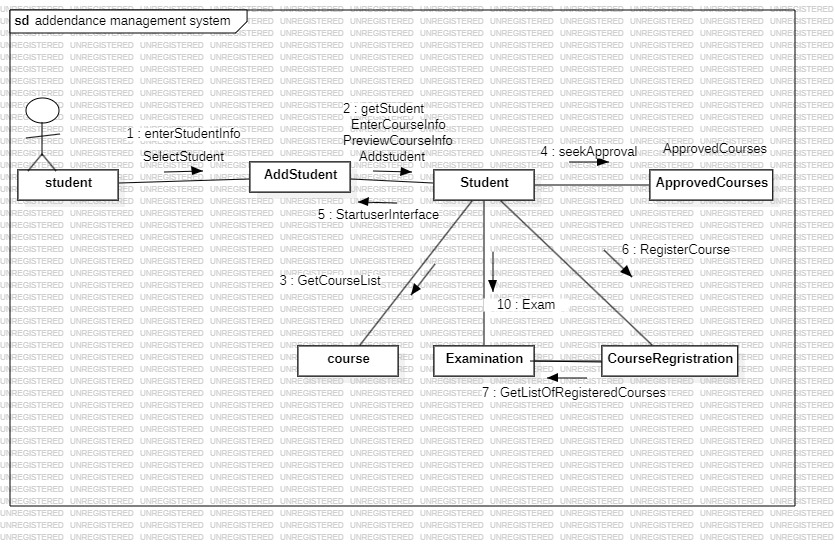 sd addendance management system
1 : enterStudentInfo
SelectStudent
2 : getStudent
EnterCourseInfo
PreviewCourseInfo
Addstudent
4 : seekApproval
ApprovedCourses
student
AddStudent
Student
ApprovedCourses
5 : StartuserInterface
3 : GetCourseList
6 : RegisterCourse
10 : Exam
course
Examination
CourseRegristration
7 : GetListOfRegisteredCourses
UNREGISTERED